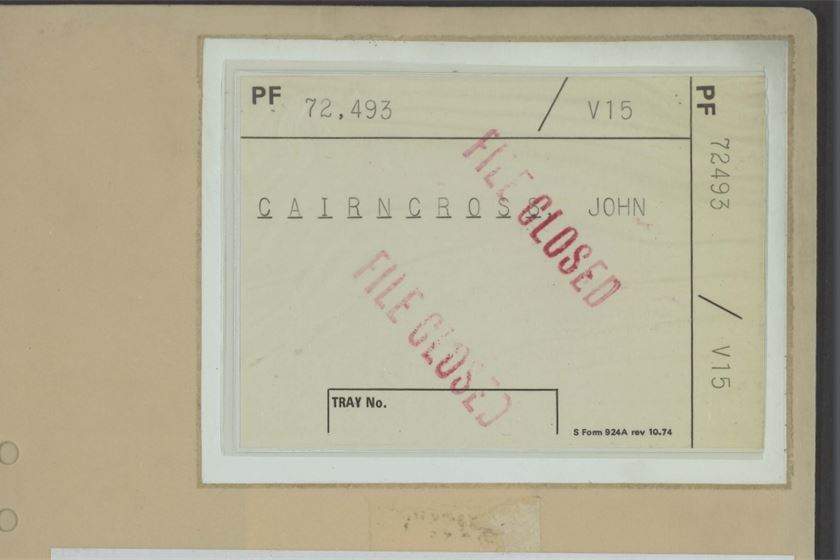 PF 72,493 / V15
CAIRNCROSS, JOHN
FILE CLOSED
FILE CLOSED
TRAY No.
S Form 924A rev 10.74
PF 72493 / V15